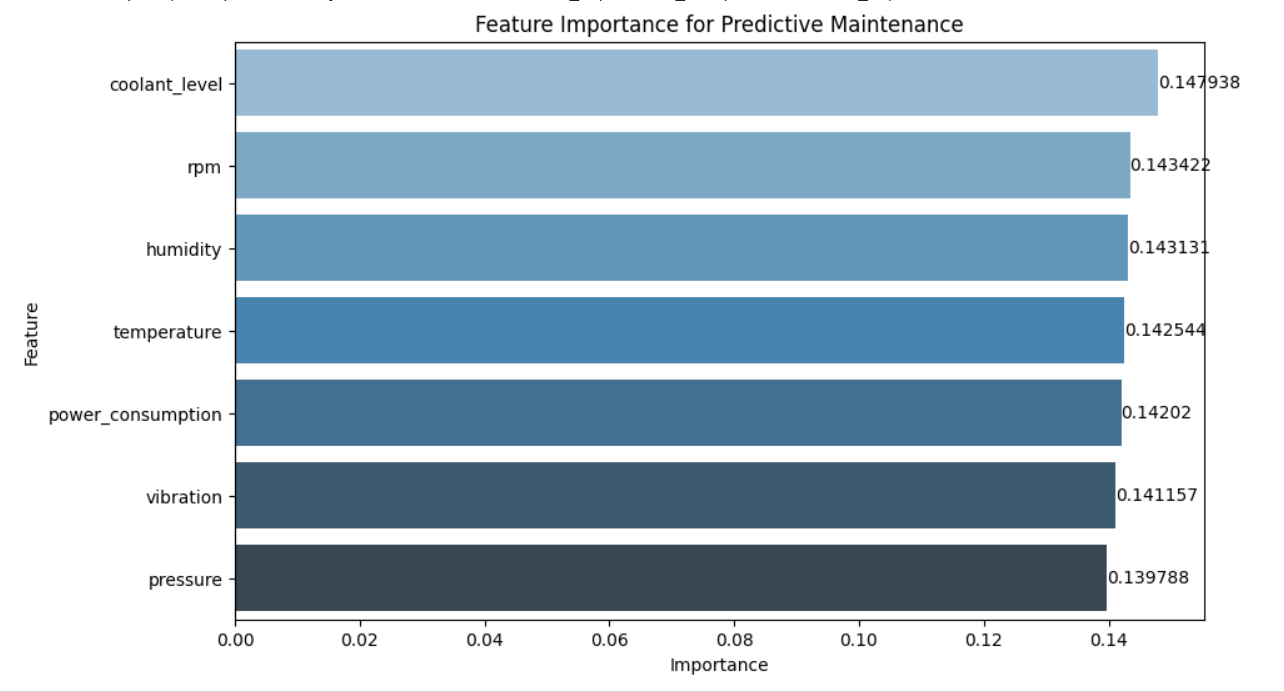 Feature Importance for Predictive Maintenance
coolant_level 0.147938
rpm 0.143422
humidity 0.143131
temperature 0.142544
power_consumption 0.14202
vibration 0.141157
pressure 0.139788
Feature
0.00 0.02 0.04 0.06 0.08 0.10 0.12 0.14
Importance